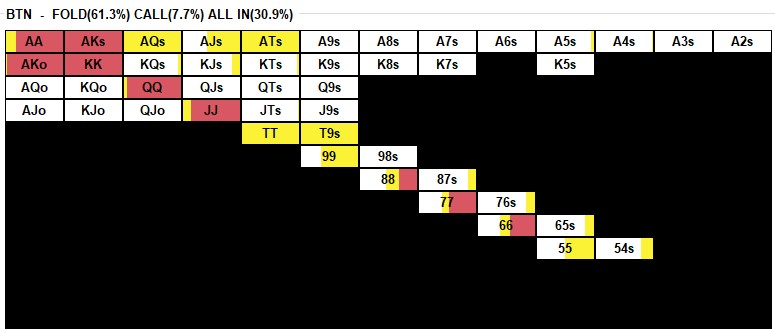 BTN - FOLD(61.3%) CALL(7.7%) ALL IN(30.9%)
AA AKs AQs AJs ATs A9s A8s A7s A6s A5s A4s A3s A2s
AKo KK KQs KJs KTs K9s K8s K7s K5s
AQo KQo QQ QJs QTs Q9s
AJo KJo QJo JJ JTs J9s
TT T9s
99 98s
88 87s
77 76s
66 65s
55 54s